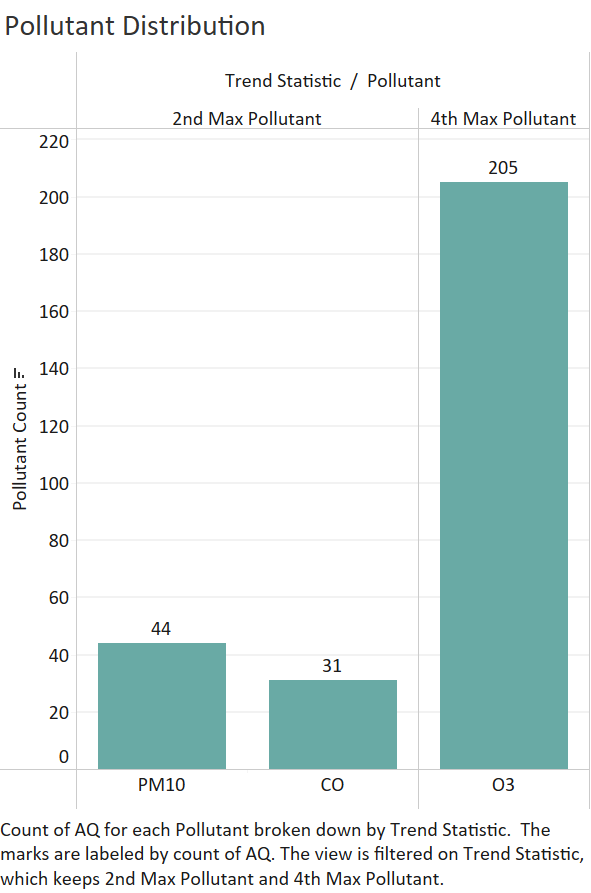 Pollutant Distribution
Trend Statistic / Pollutant
2nd Max Pollutant
4th Max Pollutant
220
200
180
160
140
120
100
80
60
40
20
0
Pollutant Count
205
44
31
PM10
CO
O3
Count of AQ for each Pollutant broken down by Trend Statistic. The
marks are labeled by count of AQ. The view is filtered on Trend Statistic,
which keeps 2nd Max Pollutant and 4th Max Pollutant.